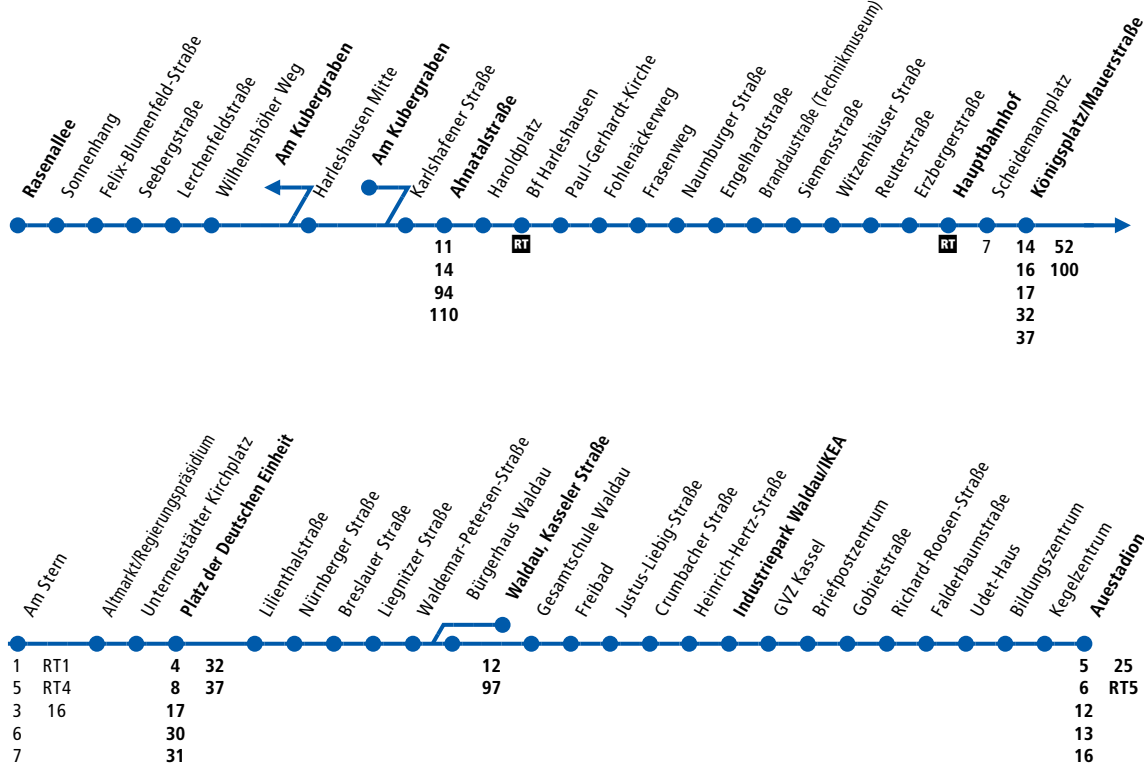 Rasenallee
Sonnenhang
Felix-Blumenfeld-Straße
Seebergstraße
Lerchenfeldstraße
Wilhelmshöher Weg
Am Kubergraben
Harleshausen Mitte
Am Kubergraben
Karlshafener Straße
Ahnatalstraße
Haroldplatz
Bf Harleshausen
Paul-Gerhardt-Kirche
Fohlenäckerweg
Frasenweg
Naumburger Straße
Engelhardstraße
Brandaustraße (Technikmuseum)
Siemensstraße
Witzenhäuser Straße
Reuterstraße
Erzbergerstraße
Hauptbahnhof
Scheidemannplatz
Königsplatz/Mauerstraße
11 RT RT 7 14 52
14 16 100
94 17
110 32
37
Am Stern
Altmarkt/Regierungspräsidium
Unterneustädter Kirchplatz
Platz der Deutschen Einheit
Lilienthalstraße
Nürnberger Straße
Breslauer Straße
Liegnitzer Straße
Waldemar-Petersen-Straße
Bürgerhaus Waldau
Waldau, Kasseler Straße
Gesamtschule Waldau
Freibad
Justus-Liebig-Straße
Crumbacher Straße
Heinrich-Hertz-Straße
Industriepark Waldau/IKEA
GVZ Kassel
Briefpostzentrum
Gobietstraße
Richard-Roosen-Straße
Falderbaumstraße
Udet-Haus
Bildungszentrum
Kegelzentrum
Auestadion
1 RT1 4 32 12 5 25
5 RT4 8 37 97 6 RT5
3 16 17 12
6 30 13
7 31 16